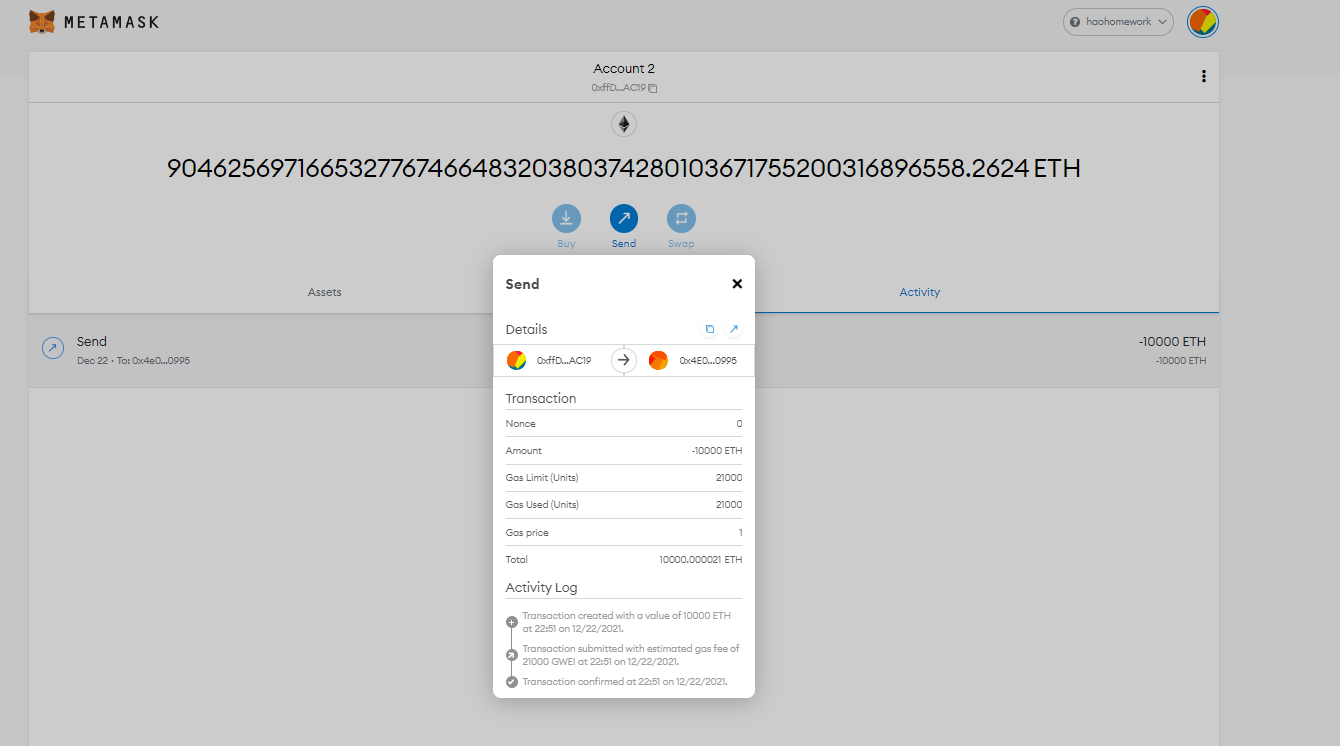 METAMASK
haohomework
Account 2
0xffD...AC19
904625697166532776746648320380374280103671755200316896558.2624 ETH
Buy
Send
Swap
Assets
Activity
Send
Dec 22 · To: 0x4e0...0995
-10000 ETH
-10000 ETH
Send
Details
0xffD...AC19
0x4E0...0995
Transaction
Nonce 0
Amount -10000 ETH
Gas Limit (Units) 21000
Gas Used (Units) 21000
Gas price 1
Total 10000.000021 ETH
Activity Log
Transaction created with a value of 10000 ETH
at 22:51 on 12/22/2021.
Transaction submitted with estimated gas fee of
21000 GWEI at 22:51 on 12/22/2021.
Transaction confirmed at 22:51 on 12/22/2021.